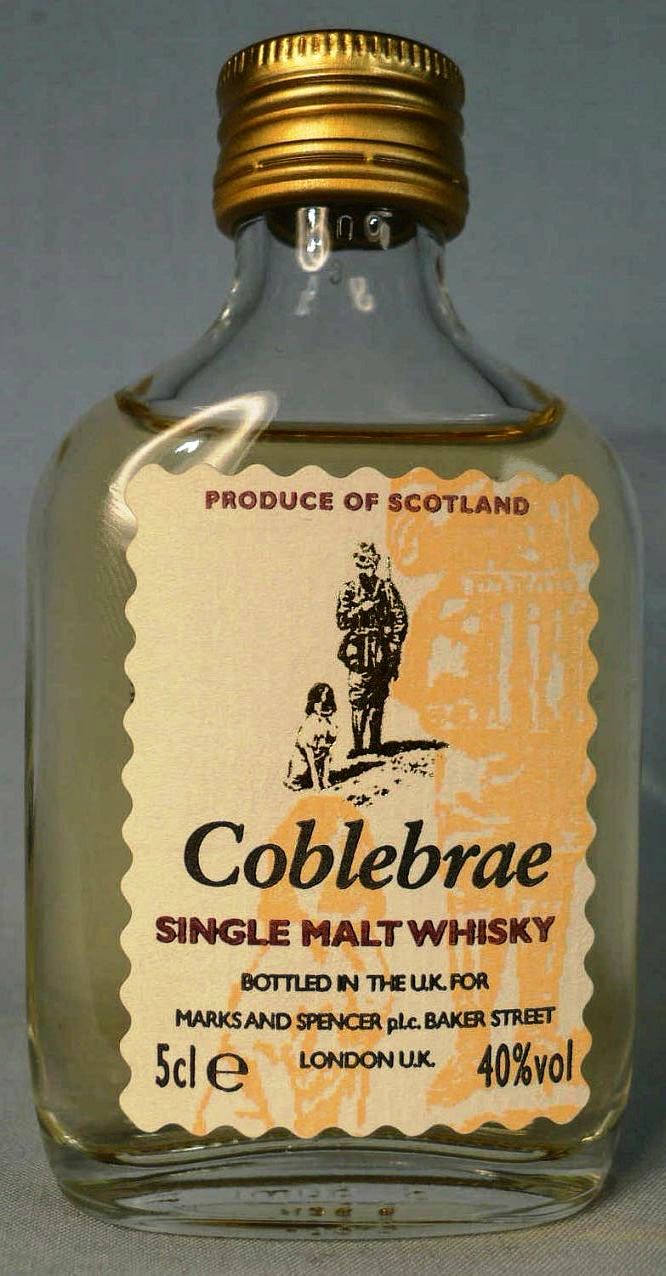 PRODUCE OF SCOTLAND
Coblebrae
SINGLE MALT WHISKY
BOTTLED IN THE U.K. FOR
MARKS AND SPENCER p.l.c. BAKER STREET
5cl e LONDON U.K. 40%vol